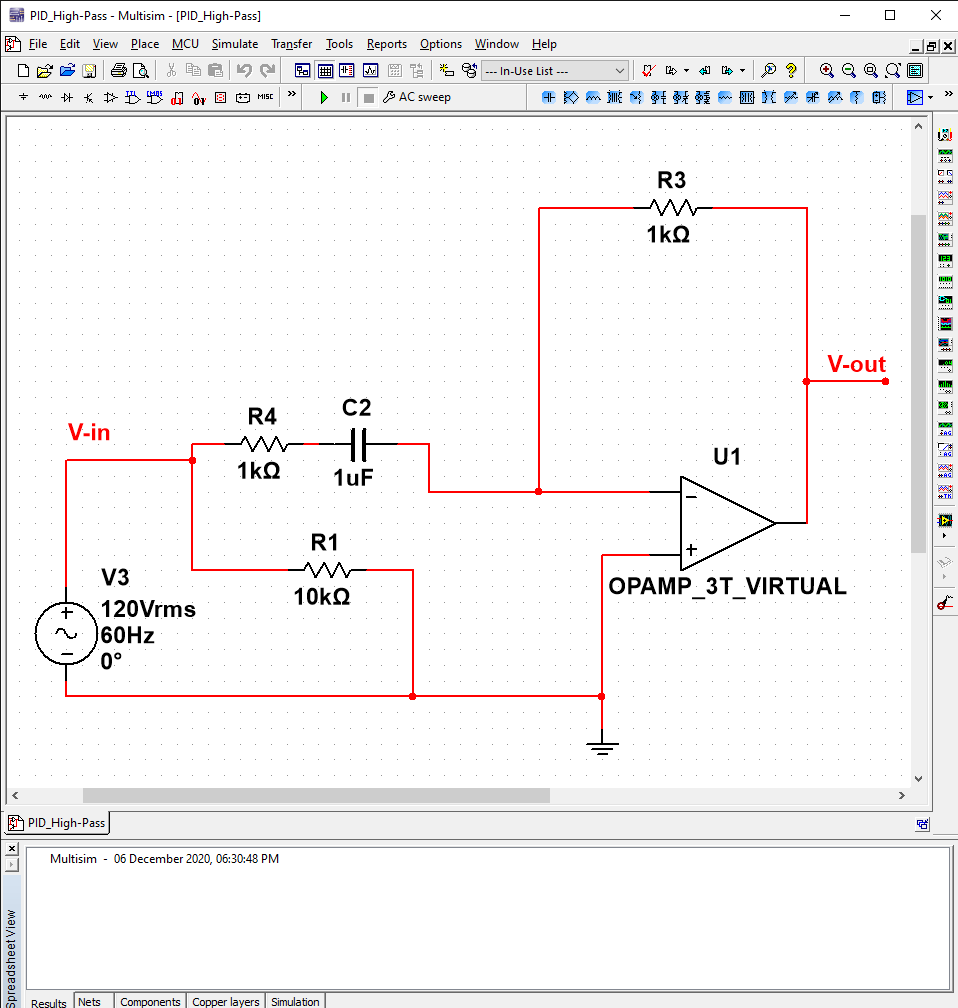 PID_High-Pass - Multisim - [PID_High-Pass]
File Edit View Place MCU Simulate Transfer Tools Reports Options Window Help
--- In-Use List ---
MISC
AC sweep
R3
1kΩ
V-out
C2
R4
V-in
U1
1kΩ
1uF
R1
V3
OPAMP_3T_VIRTUAL
10kΩ
120Vrms
60Hz
0°
PID_High-Pass
Multisim - 06 December 2020, 06:30:48 PM
Spreadsheet View
Results Nets Components Copper layers Simulation